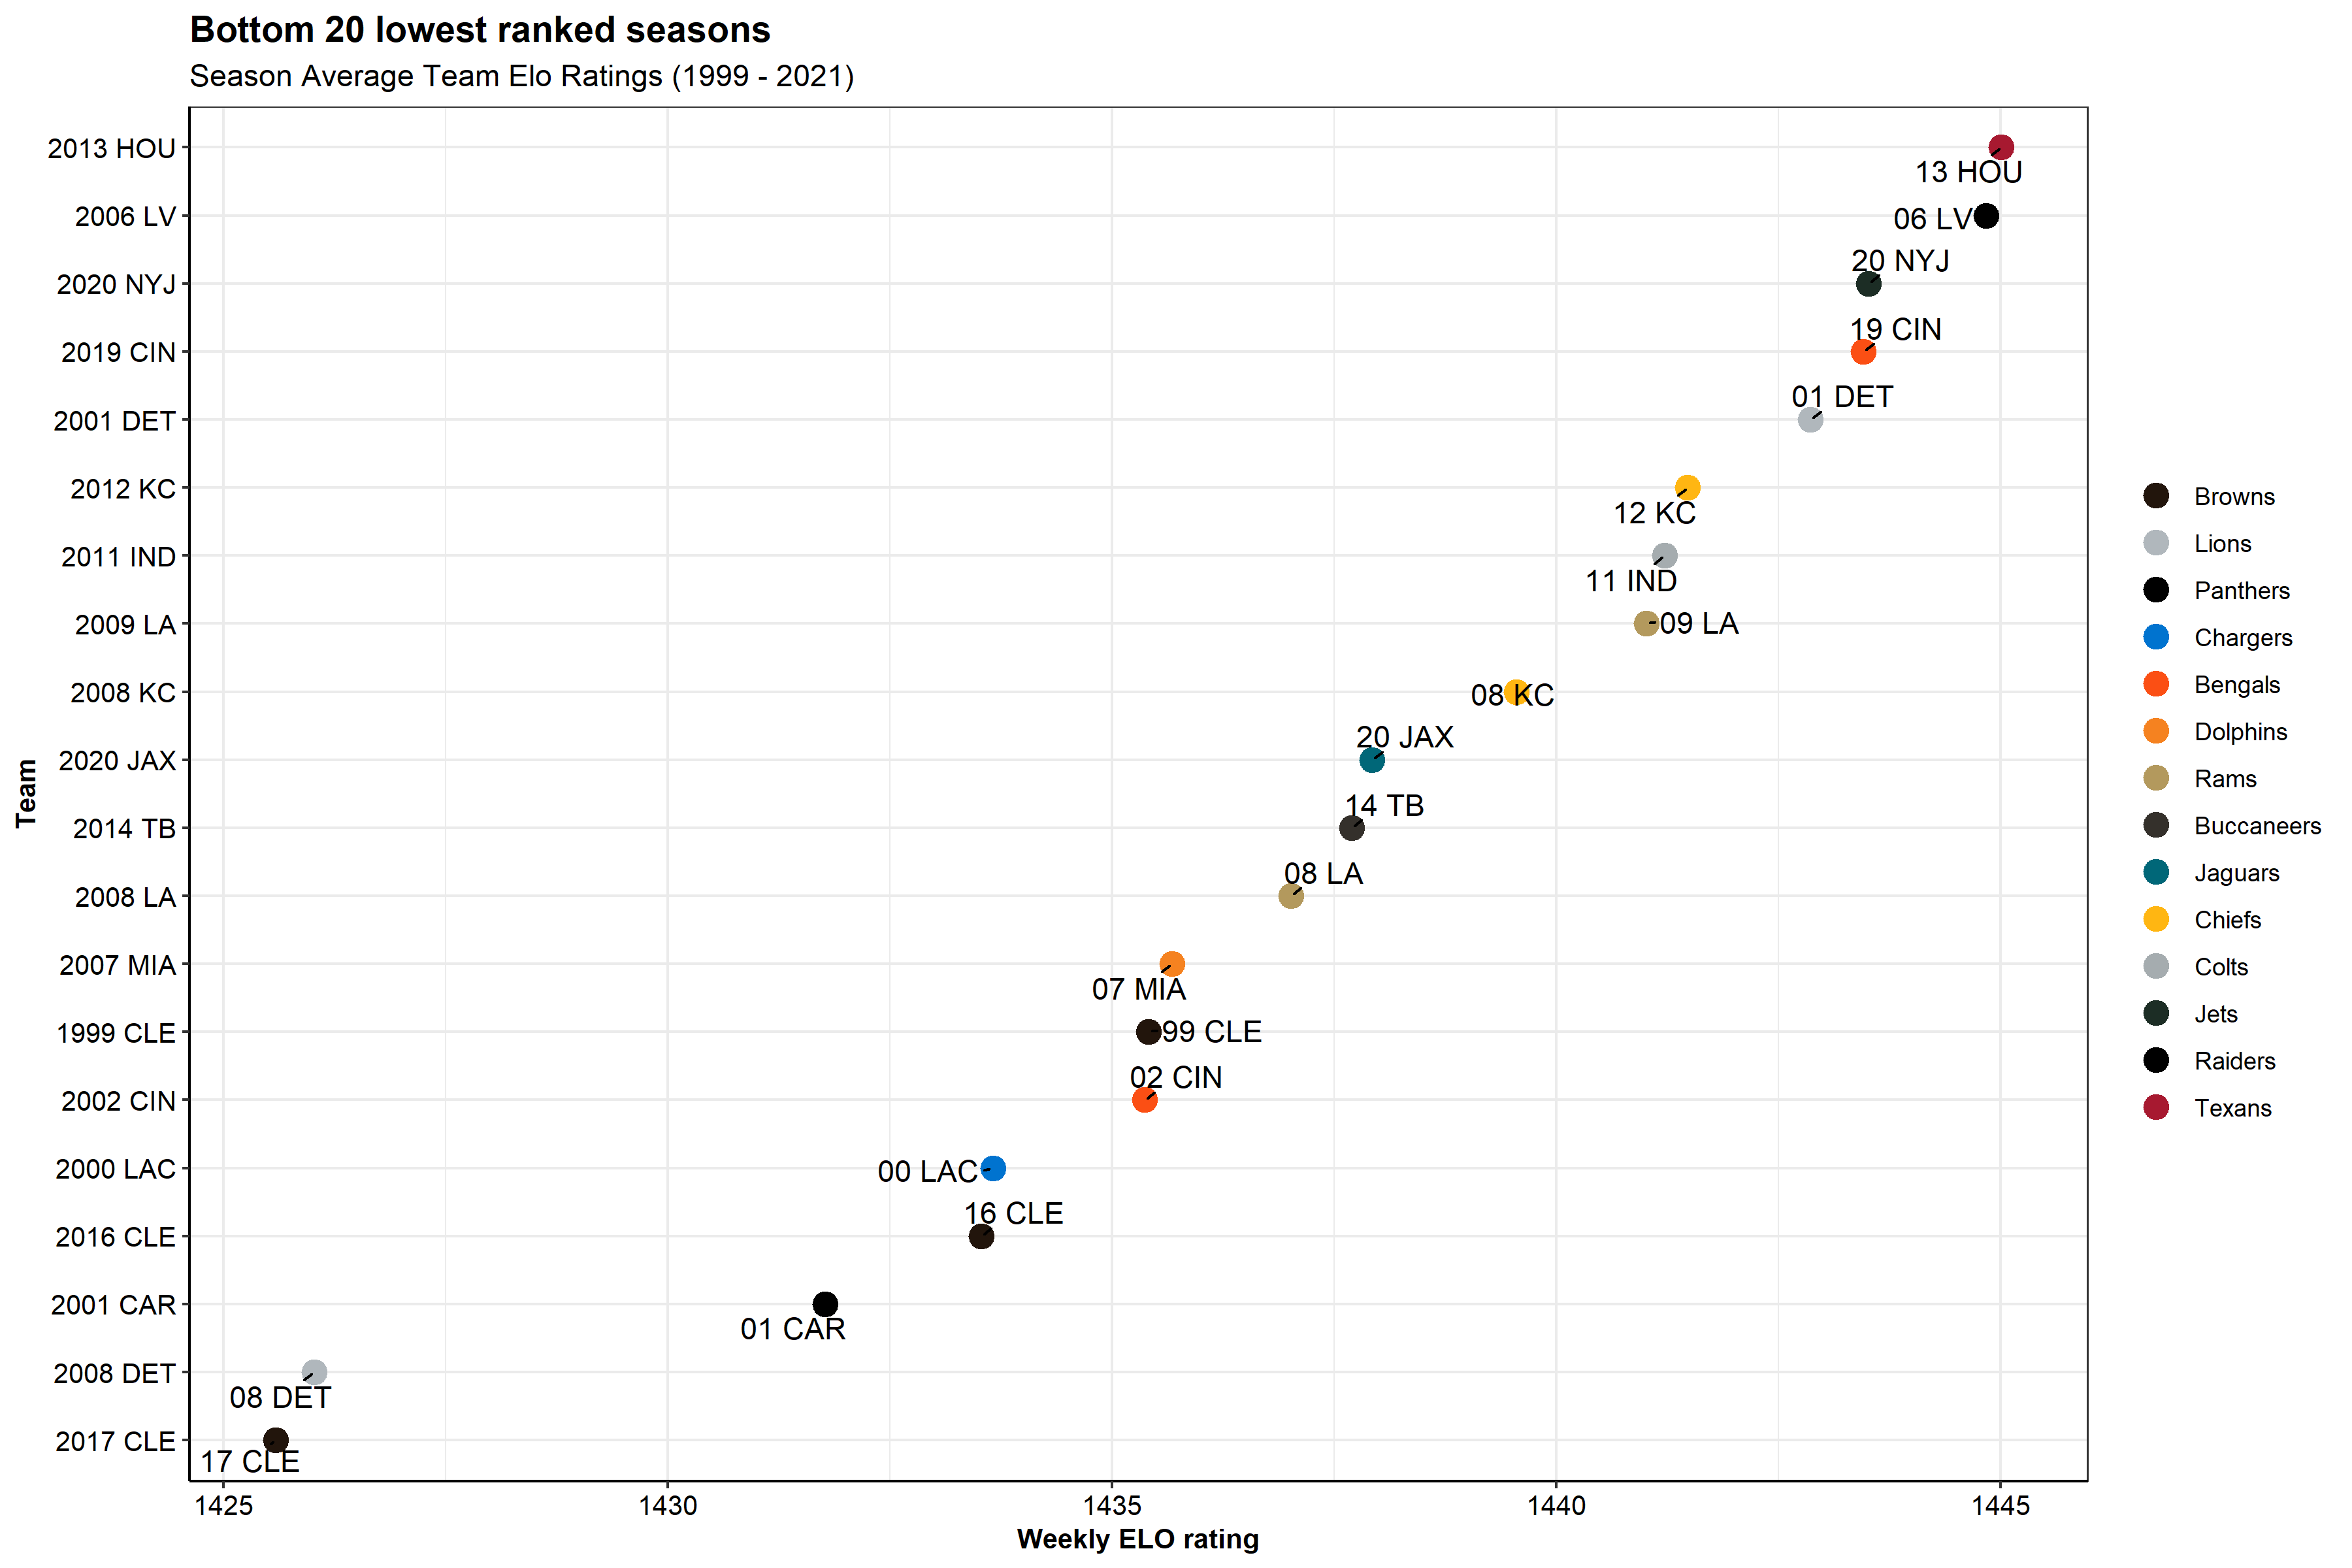 Bottom 20 lowest ranked seasons
Season Average Team Elo Ratings (1999 - 2021)
Team
2013 HOU
2006 LV
2020 NYJ
2019 CIN
2001 DET
2012 KC
2011 IND
2009 LA
2008 KC
2020 JAX
2014 TB
2008 LA
2007 MIA
1999 CLE
2002 CIN
2000 LAC
2016 CLE
2001 CAR
2008 DET
2017 CLE
13 HOU
06 LV
20 NYJ
19 CIN
01 DET
12 KC
11 IND
09 LA
08 KC
20 JAX
14 TB
08 LA
07 MIA
99 CLE
02 CIN
00 LAC
16 CLE
01 CAR
08 DET
17 CLE
1425 1430 1435 1440 1445
Weekly ELO rating
Browns
Lions
Panthers
Chargers
Bengals
Dolphins
Rams
Buccaneers
Jaguars
Chiefs
Colts
Jets
Raiders
Texans